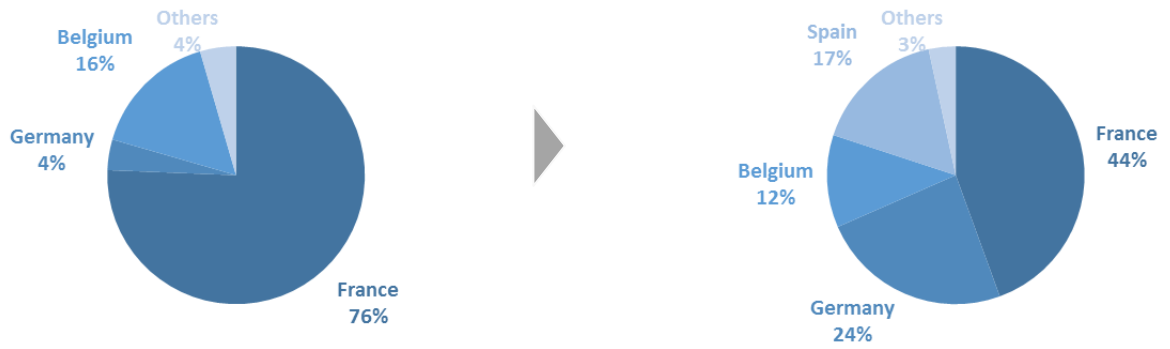 Others
4%
Belgium
16%
Germany
4%
France
76%
Others
3%
Spain
17%
France
44%
Belgium
12%
Germany
24%